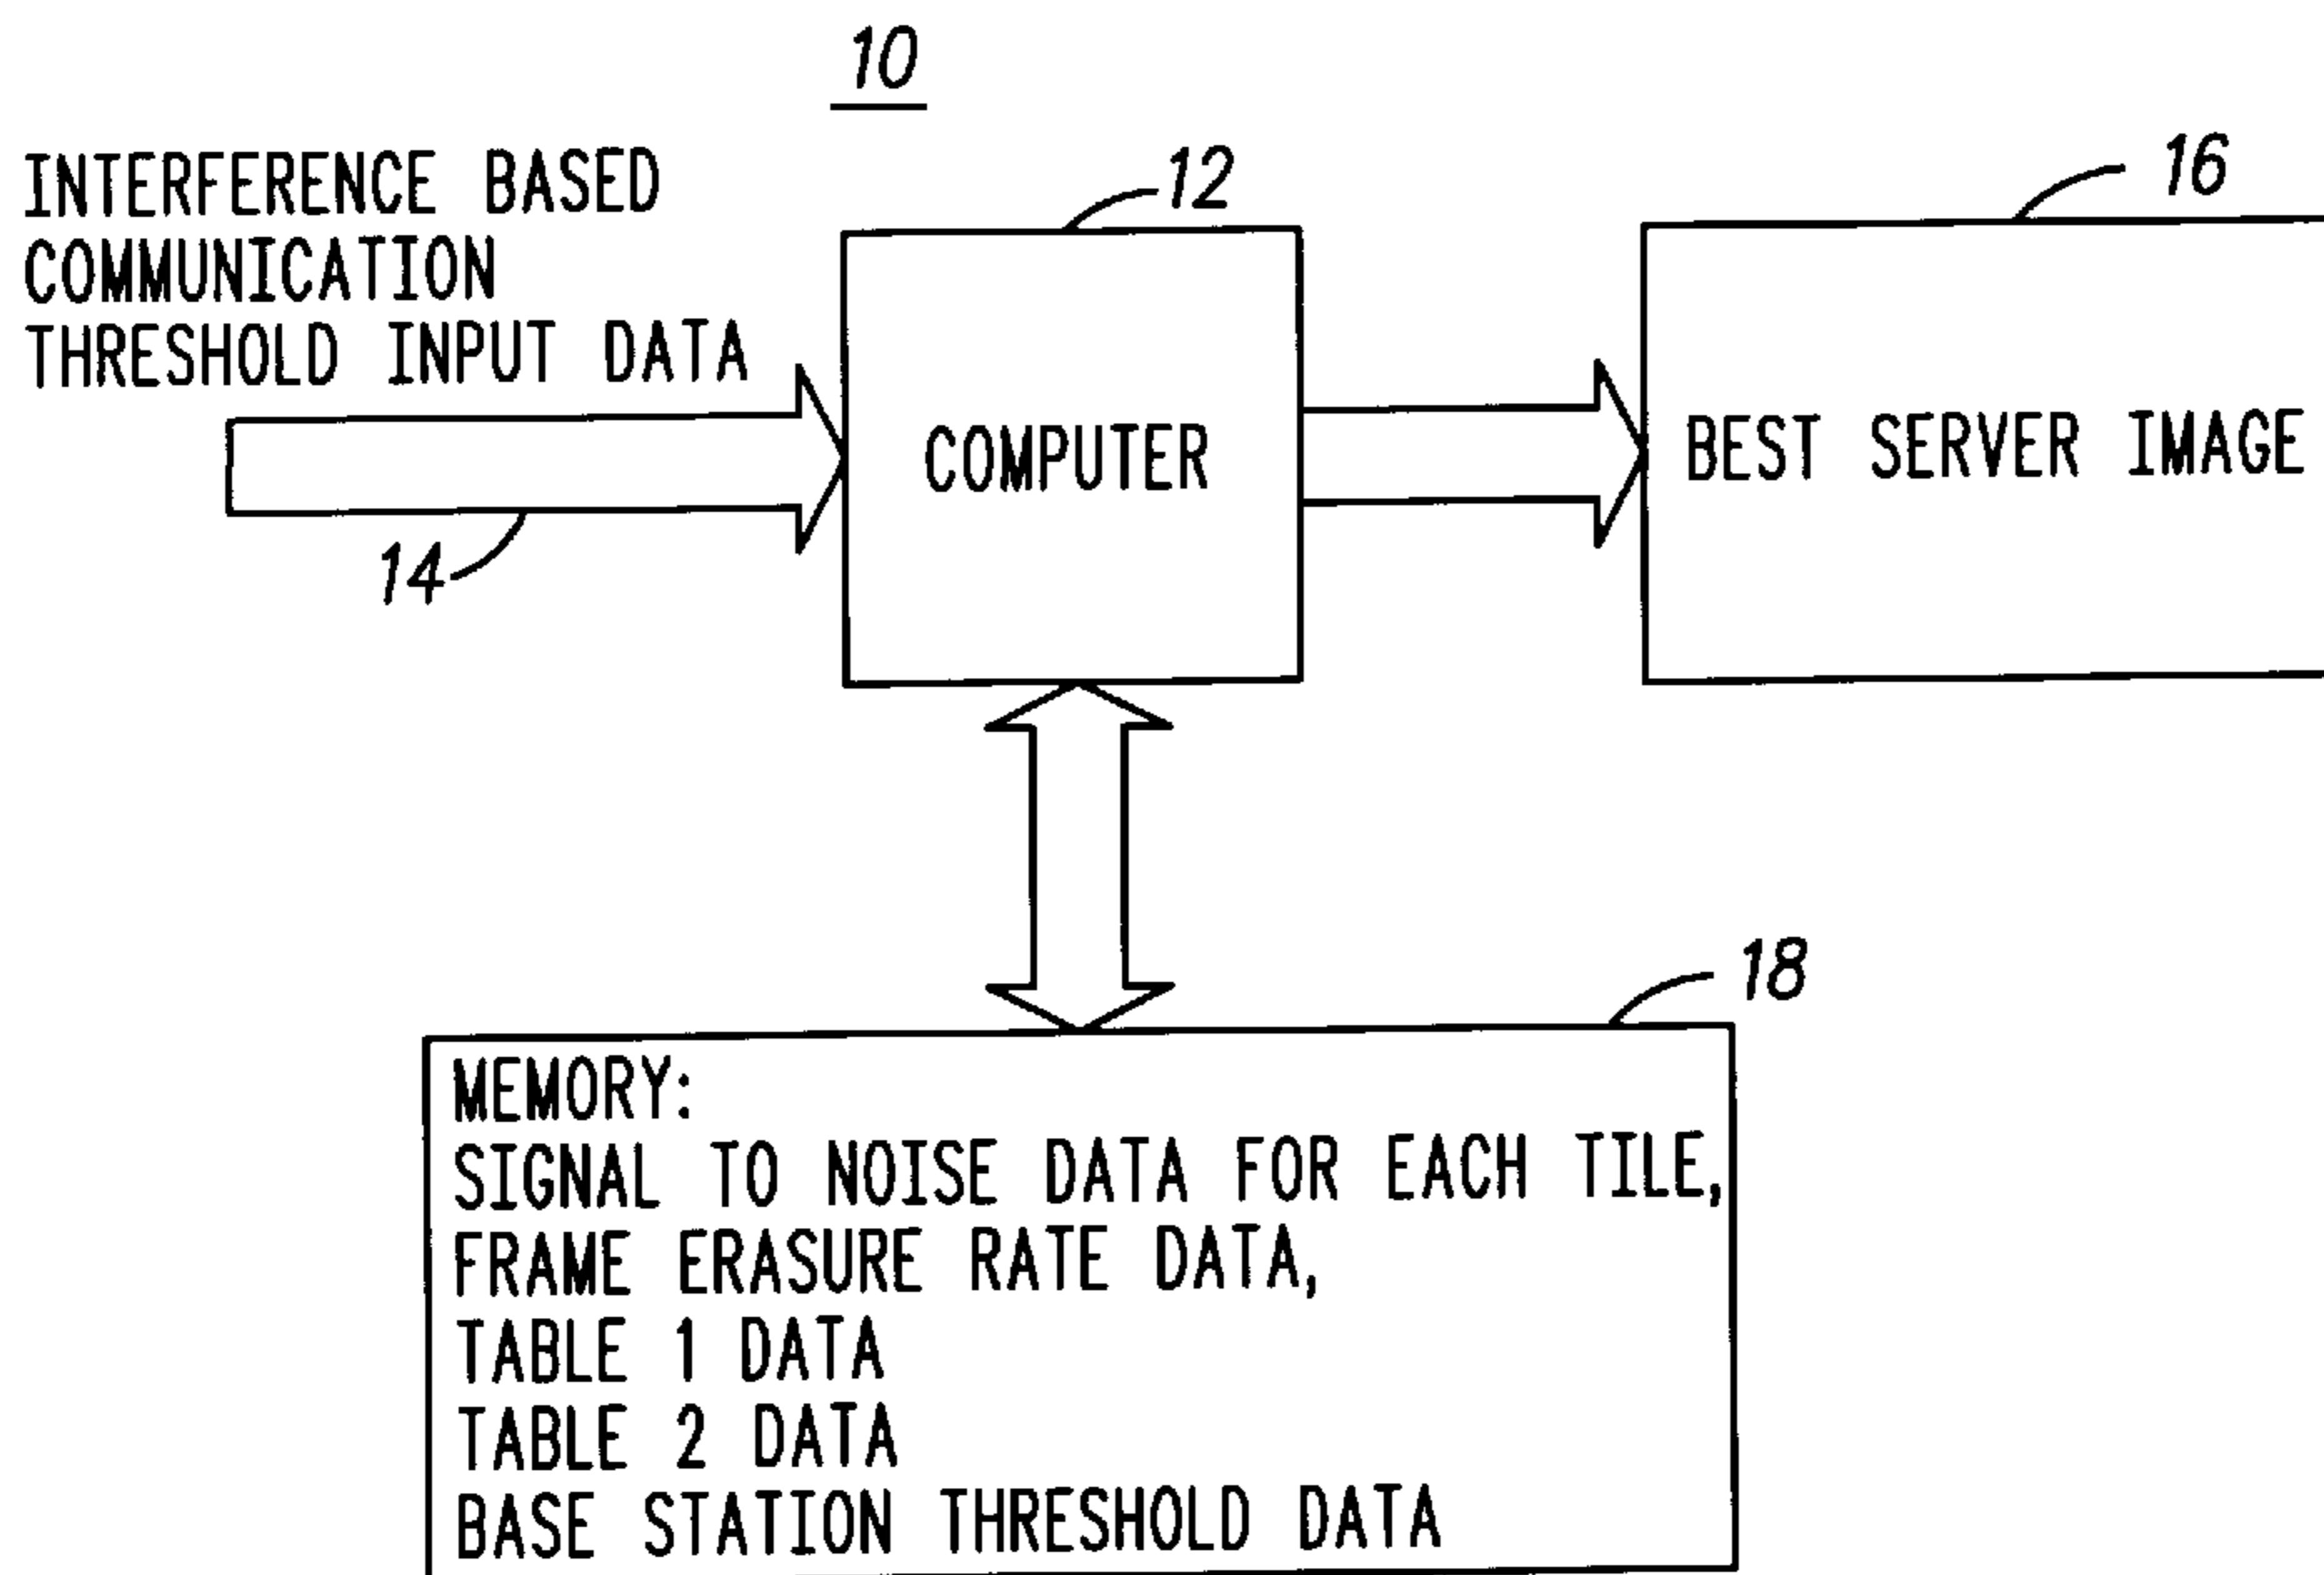 10
INTERFERENCE BASED
COMMUNICATION
THRESHOLD INPUT DATA
12
16
COMPUTER
BEST SERVER IMAGE
14
18
MEMORY:
SIGNAL TO NOISE DATA FOR EACH TILE,
FRAME ERASURE RATE DATA,
TABLE 1 DATA
TABLE 2 DATA
BASE STATION THRESHOLD DATA